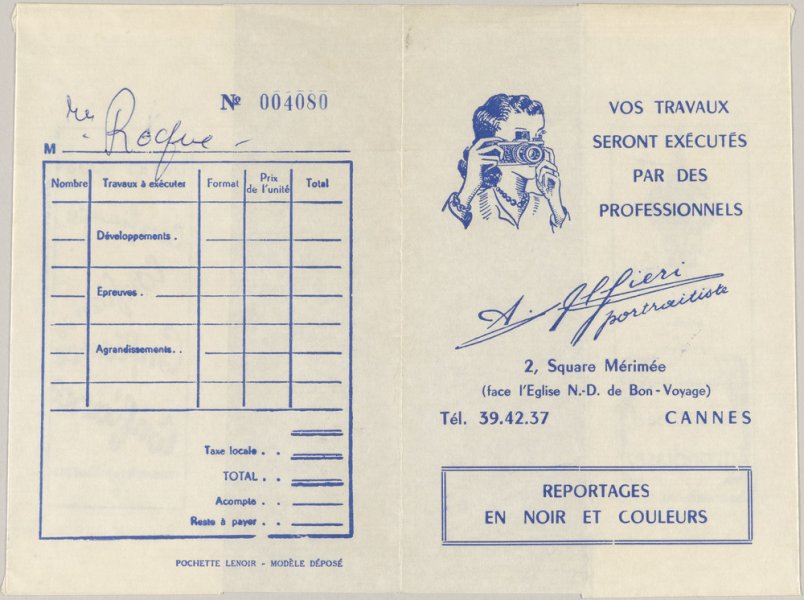 Nº 004080
M me Roque
Nombre Travaux à exécuter Format Prix de l'unité Total
Développements .
Epreuves .
Agrandissements. .
Taxe locale . .
TOTAL . .
Acompte . .
Reste à payer . .
POCHETTE LENOIR - MODÈLE DÉPOSÉ
VOS TRAVAUX
SERONT EXÉCUTÉS
PAR DES
PROFESSIONNELS
A. Alfieri
portraitiste
2, Square Mérimée
(face l'Eglise N.-D. de Bon-Voyage)
Tél. 39.42.37 CANNES
REPORTAGES
EN NOIR ET COULEURS